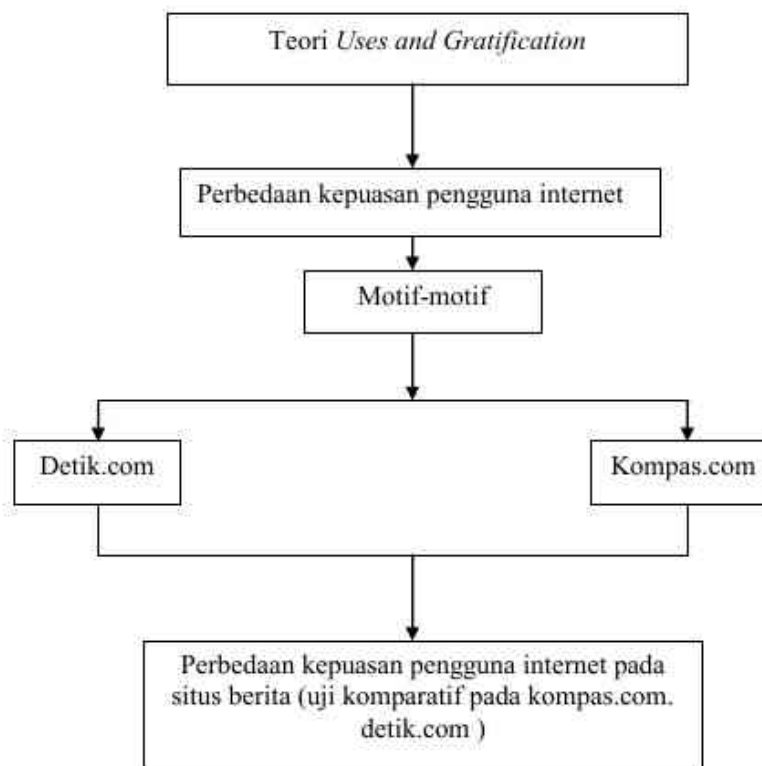 Teori Uses and Gratification
Perbedaan kepuasan pengguna internet
Motif-motif
Detik.com
Kompas.com
Perbedaan kepuasan pengguna internet pada
situs berita (uji komparatif pada kompas.com.
detik.com )